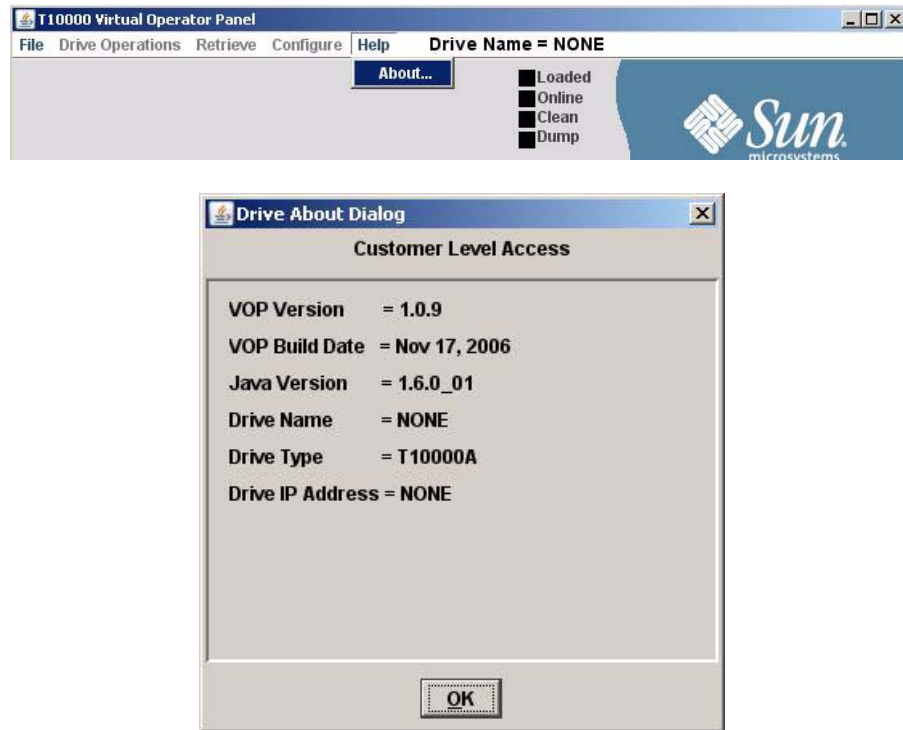 T10000 Virtual Operator Panel
File Drive Operations Retrieve Configure Help Drive Name = NONE
About...
Loaded
Online
Clean
Dump
Sun
microsystems
Drive About Dialog
Customer Level Access
VOP Version = 1.0.9
VOP Build Date = Nov 17, 2006
Java Version = 1.6.0_01
Drive Name = NONE
Drive Type = T10000A
Drive IP Address = NONE
OK